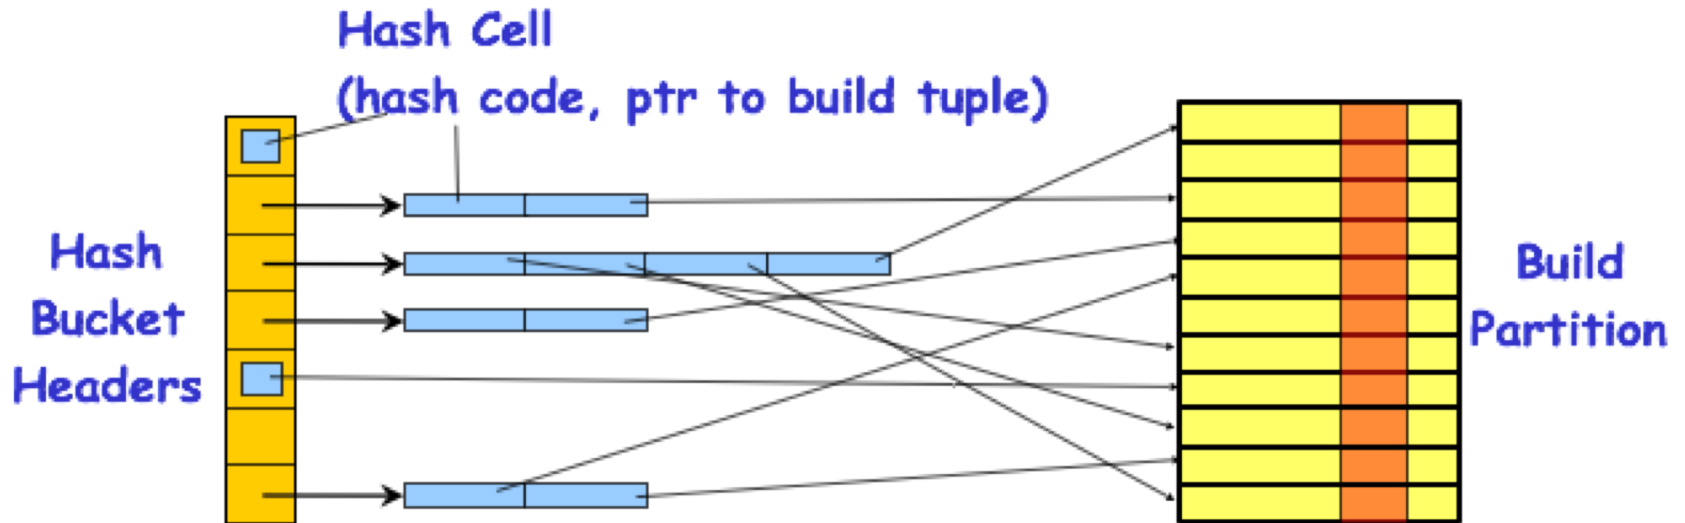 Hash Cell
(hash code, ptr to build tuple)
Hash
Bucket
Headers
Build
Partition